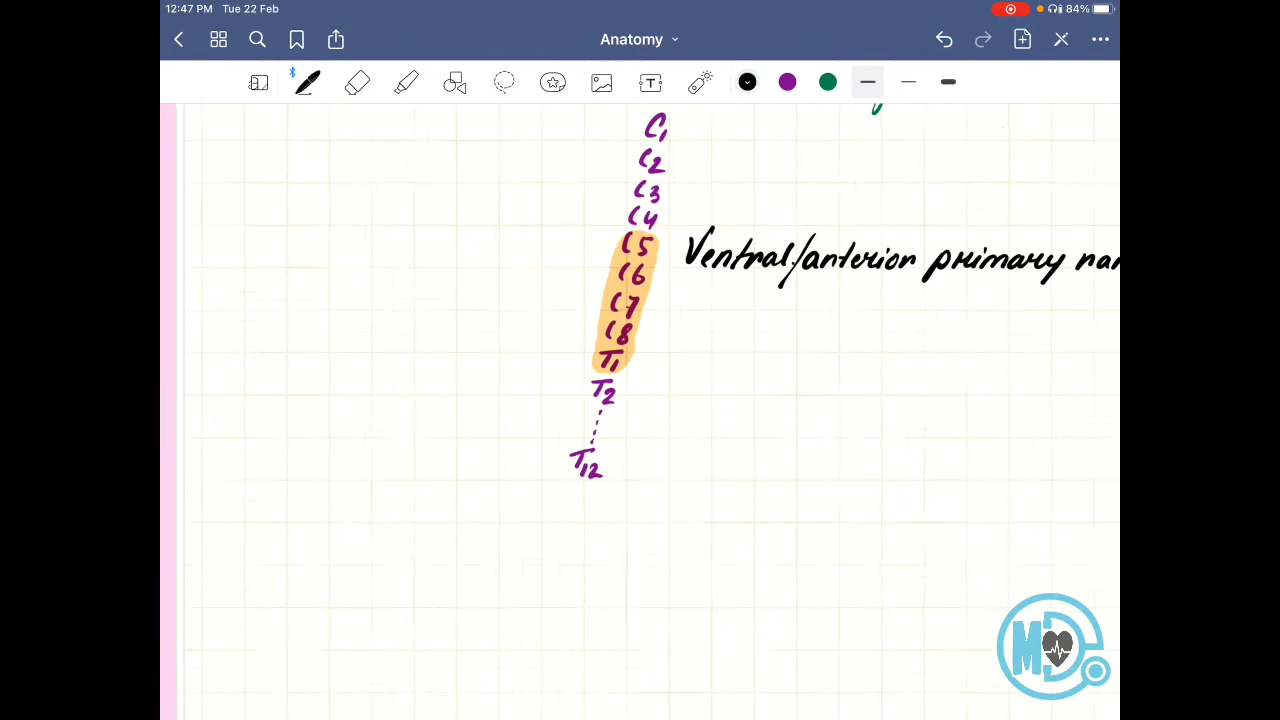 12:47 PM Tue 22 Feb 84%
Anatomy
T
C1
C2
C3
C4
C5
Ventral/anterior primary
C6
C7
C8
T1
T2
T12
MD